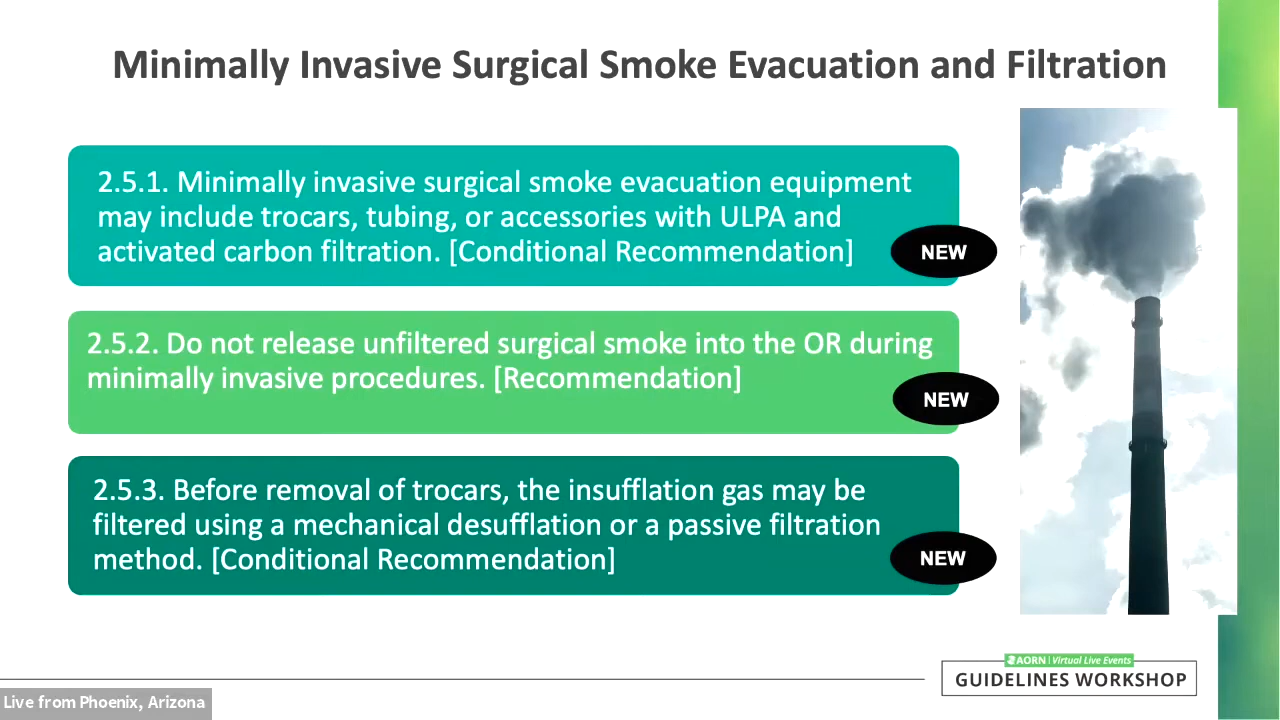 Minimally Invasive Surgical Smoke Evacuation and Filtration
2.5.1. Minimally invasive surgical smoke evacuation equipment
may include trocars, tubing, or accessories with ULPA and
activated carbon filtration. [Conditional Recommendation]
NEW
2.5.2. Do not release unfiltered surgical smoke into the OR during
minimally invasive procedures. [Recommendation]
NEW
2.5.3. Before removal of trocars, the insufflation gas may be
filtered using a mechanical desufflation or a passive filtration
method. [Conditional Recommendation]
NEW
AORN | Virtual Live Events
GUIDELINES WORKSHOP
Live from Phoenix, Arizona